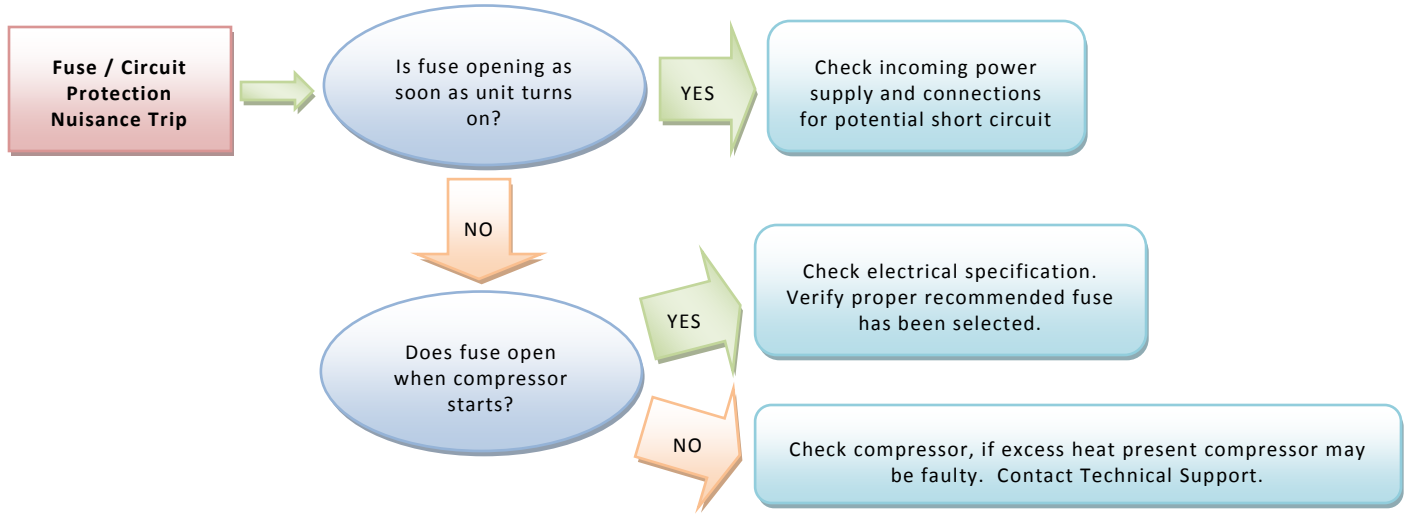 Fuse / Circuit
Protection
Nuisance Trip
Is fuse opening as
soon as unit turns
on?
YES
Check incoming power
supply and connections
for potential short circuit
NO
Does fuse open
when compressor
starts?
YES
Check electrical specification.
Verify proper recommended fuse
has been selected.
NO
Check compressor, if excess heat present compressor may
be faulty.  Contact Technical Support.